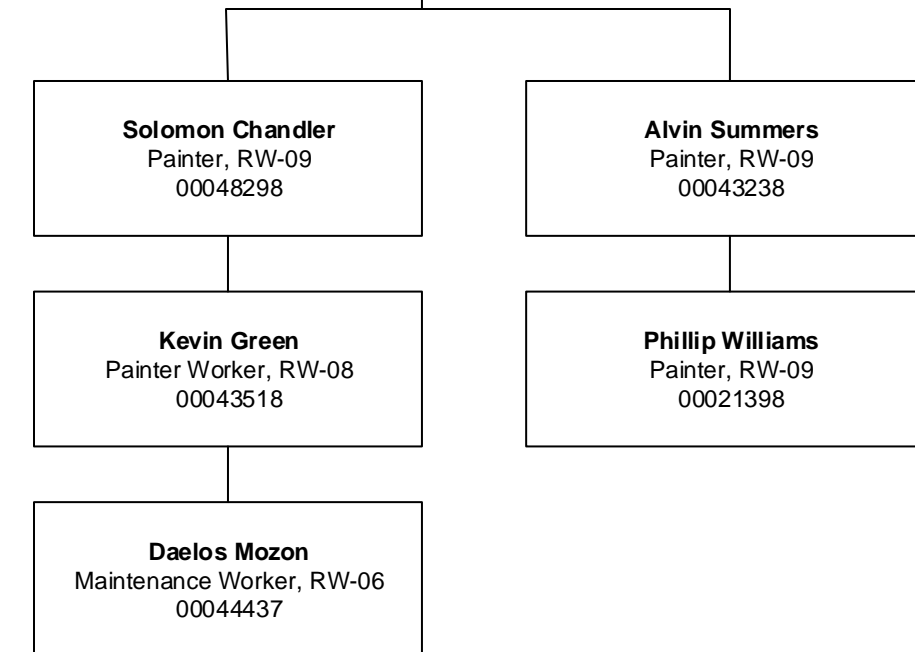 Solomon Chandler
Painter, RW-09
00048298
Alvin Summers
Painter, RW-09
00043238
Kevin Green
Painter Worker, RW-08
00043518
Phillip Williams
Painter, RW-09
00021398
Daelos Mozon
Maintenance Worker, RW-06
00044437